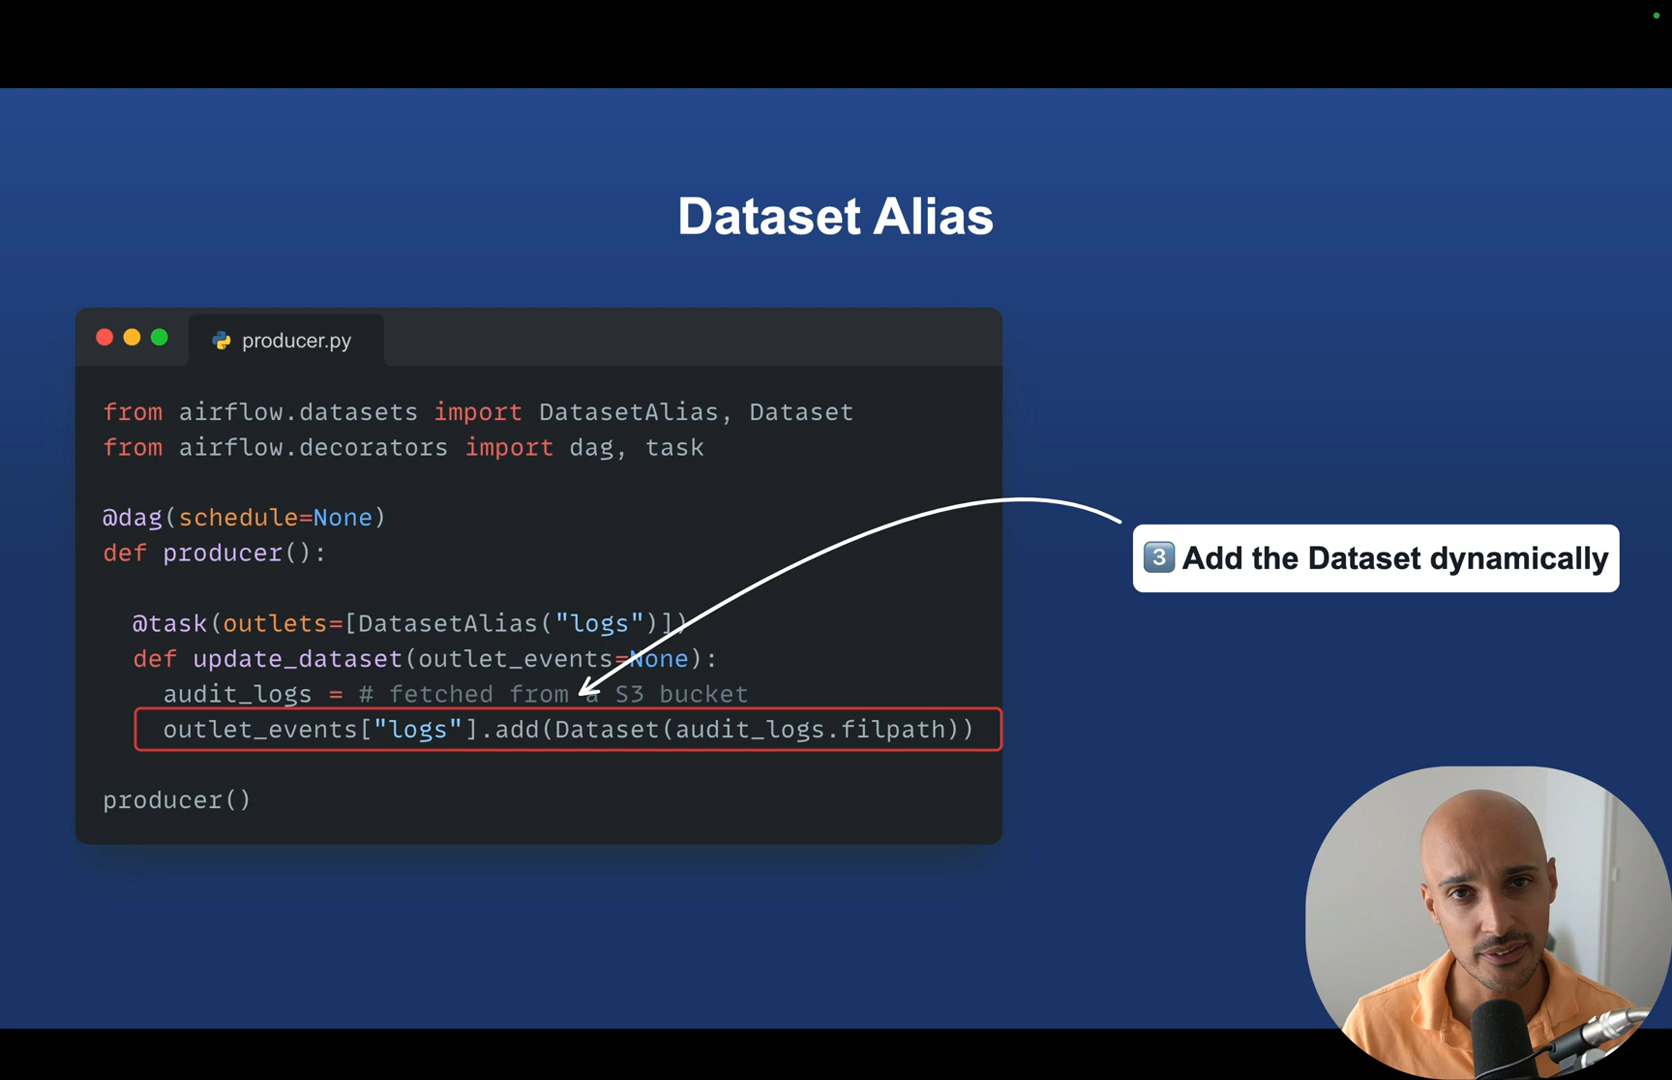 Dataset Alias
producer.py
from airflow.datasets import DatasetAlias, Dataset
from airflow.decorators import dag, task
@dag(schedule=None)
def producer():
@task(outlets=[DatasetAlias("logs")])
def update_dataset(outlet_events=None):
audit_logs = # fetched from a S3 bucket
outlet_events["logs"].add(Dataset(audit_logs.filpath))
producer()
3 Add the Dataset dynamically